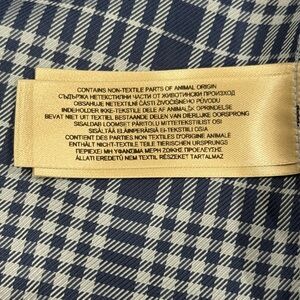 CONTAINS NON-TEXTILE PARTS OF ANIMAL ORIGIN
СЪДЪРЖА НЕТЕКСТИЛНИ ЧАСТИ ОТ ЖИВОТИНСКИ ПРОИЗХОД
OBSAHUJE NETEXTILNÍ ČÁSTI ŽIVOČIŠNÉHO PŮVODU
INDEHOLDER IKKE-TEKSTILE DELE AF ANIMALSK OPRINDELSE
BEVAT NIET UIT TEXTIEL BESTAANDE DELEN VAN DIERLIJKE OORSPRONG
SISALDAB LOOMSET PÄRITOLU MITTETEKSTIILIST OSI
SISÄLTÄÄ ELÄINPERÄISIÄ EI-TEKSTIILI OSIA
CONTIENT DES PARTIES NON TEXTILES D'ORIGINE ANIMALE
ENTHÄLT NICHT-TEXTILE TEILE TIERISCHEN URSPRUNGS
ΠΕΡΙΕΧΕΙ ΜΗ ΥΦΑΝΣΙΜΑ ΜΕΡΗ ΖΩΙΚΗΣ ΠΡΟΕΛΕΥΣΗΣ
ÁLLATI EREDETŰ NEM TEXTIL RÉSZEKET TARTALMAZ